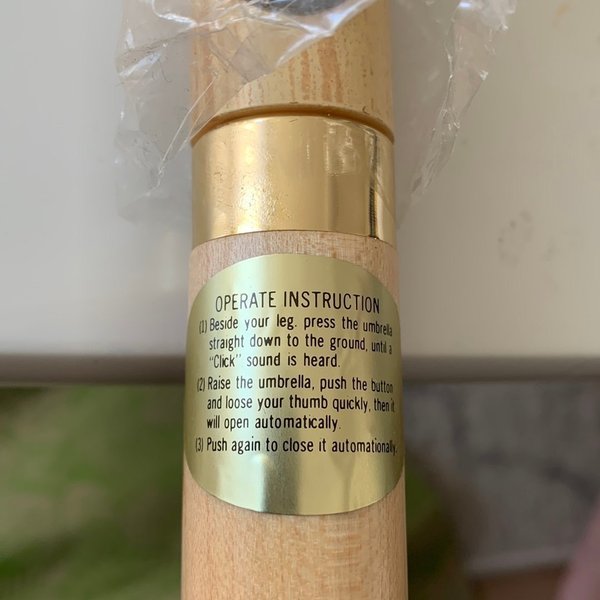 OPERATE INSTRUCTION
(1) Beside your leg. press the umbrella
straight down to the ground, until a
"Click" sound is heard.
(2) Raise the umbrella, push the button
and loose your thumb quickly, then it
will open automatically.
(3) Push again to close it automationally.